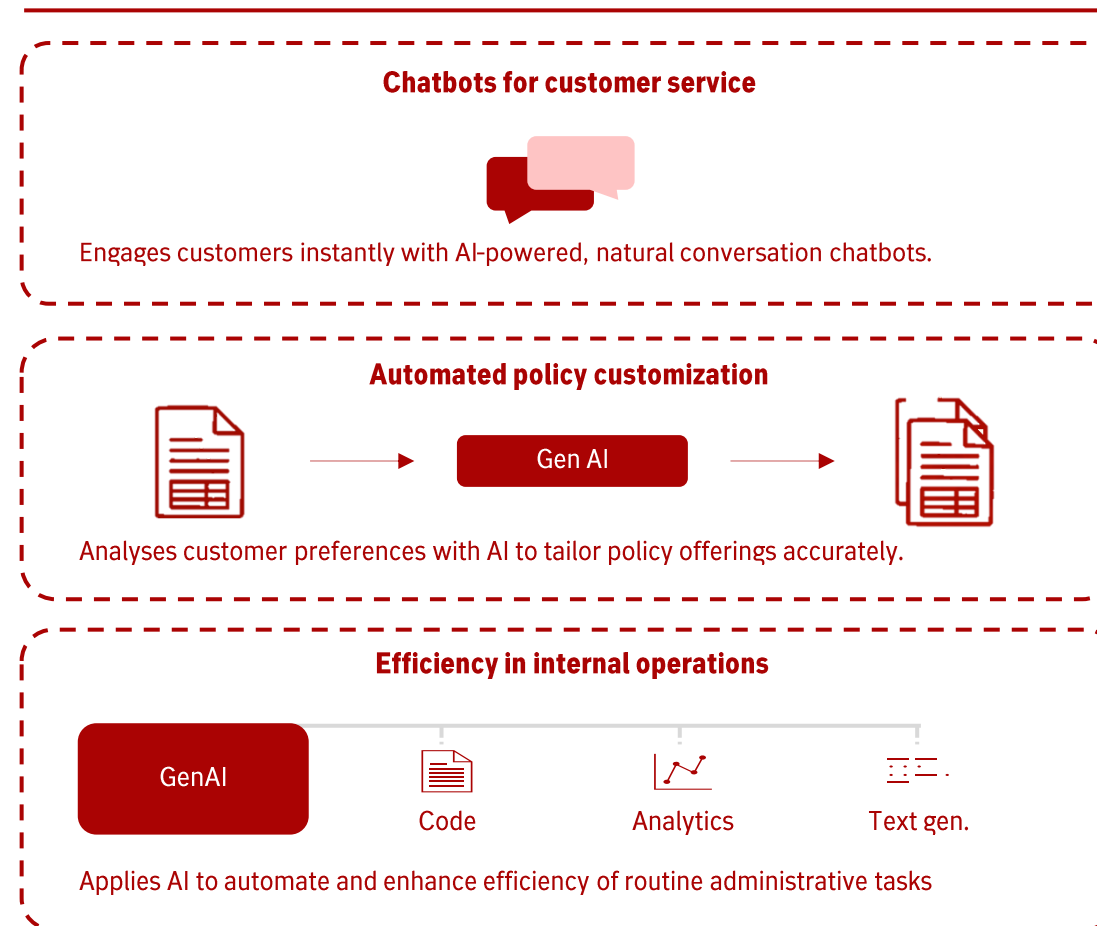 Chatbots for customer service
Engages customers instantly with AI-powered, natural conversation chatbots.
Automated policy customization
Gen AI
Analyses customer preferences with AI to tailor policy offerings accurately.
Efficiency in internal operations
GenAI
Code
Analytics
Text gen.
Applies AI to automate and enhance efficiency of routine administrative tasks